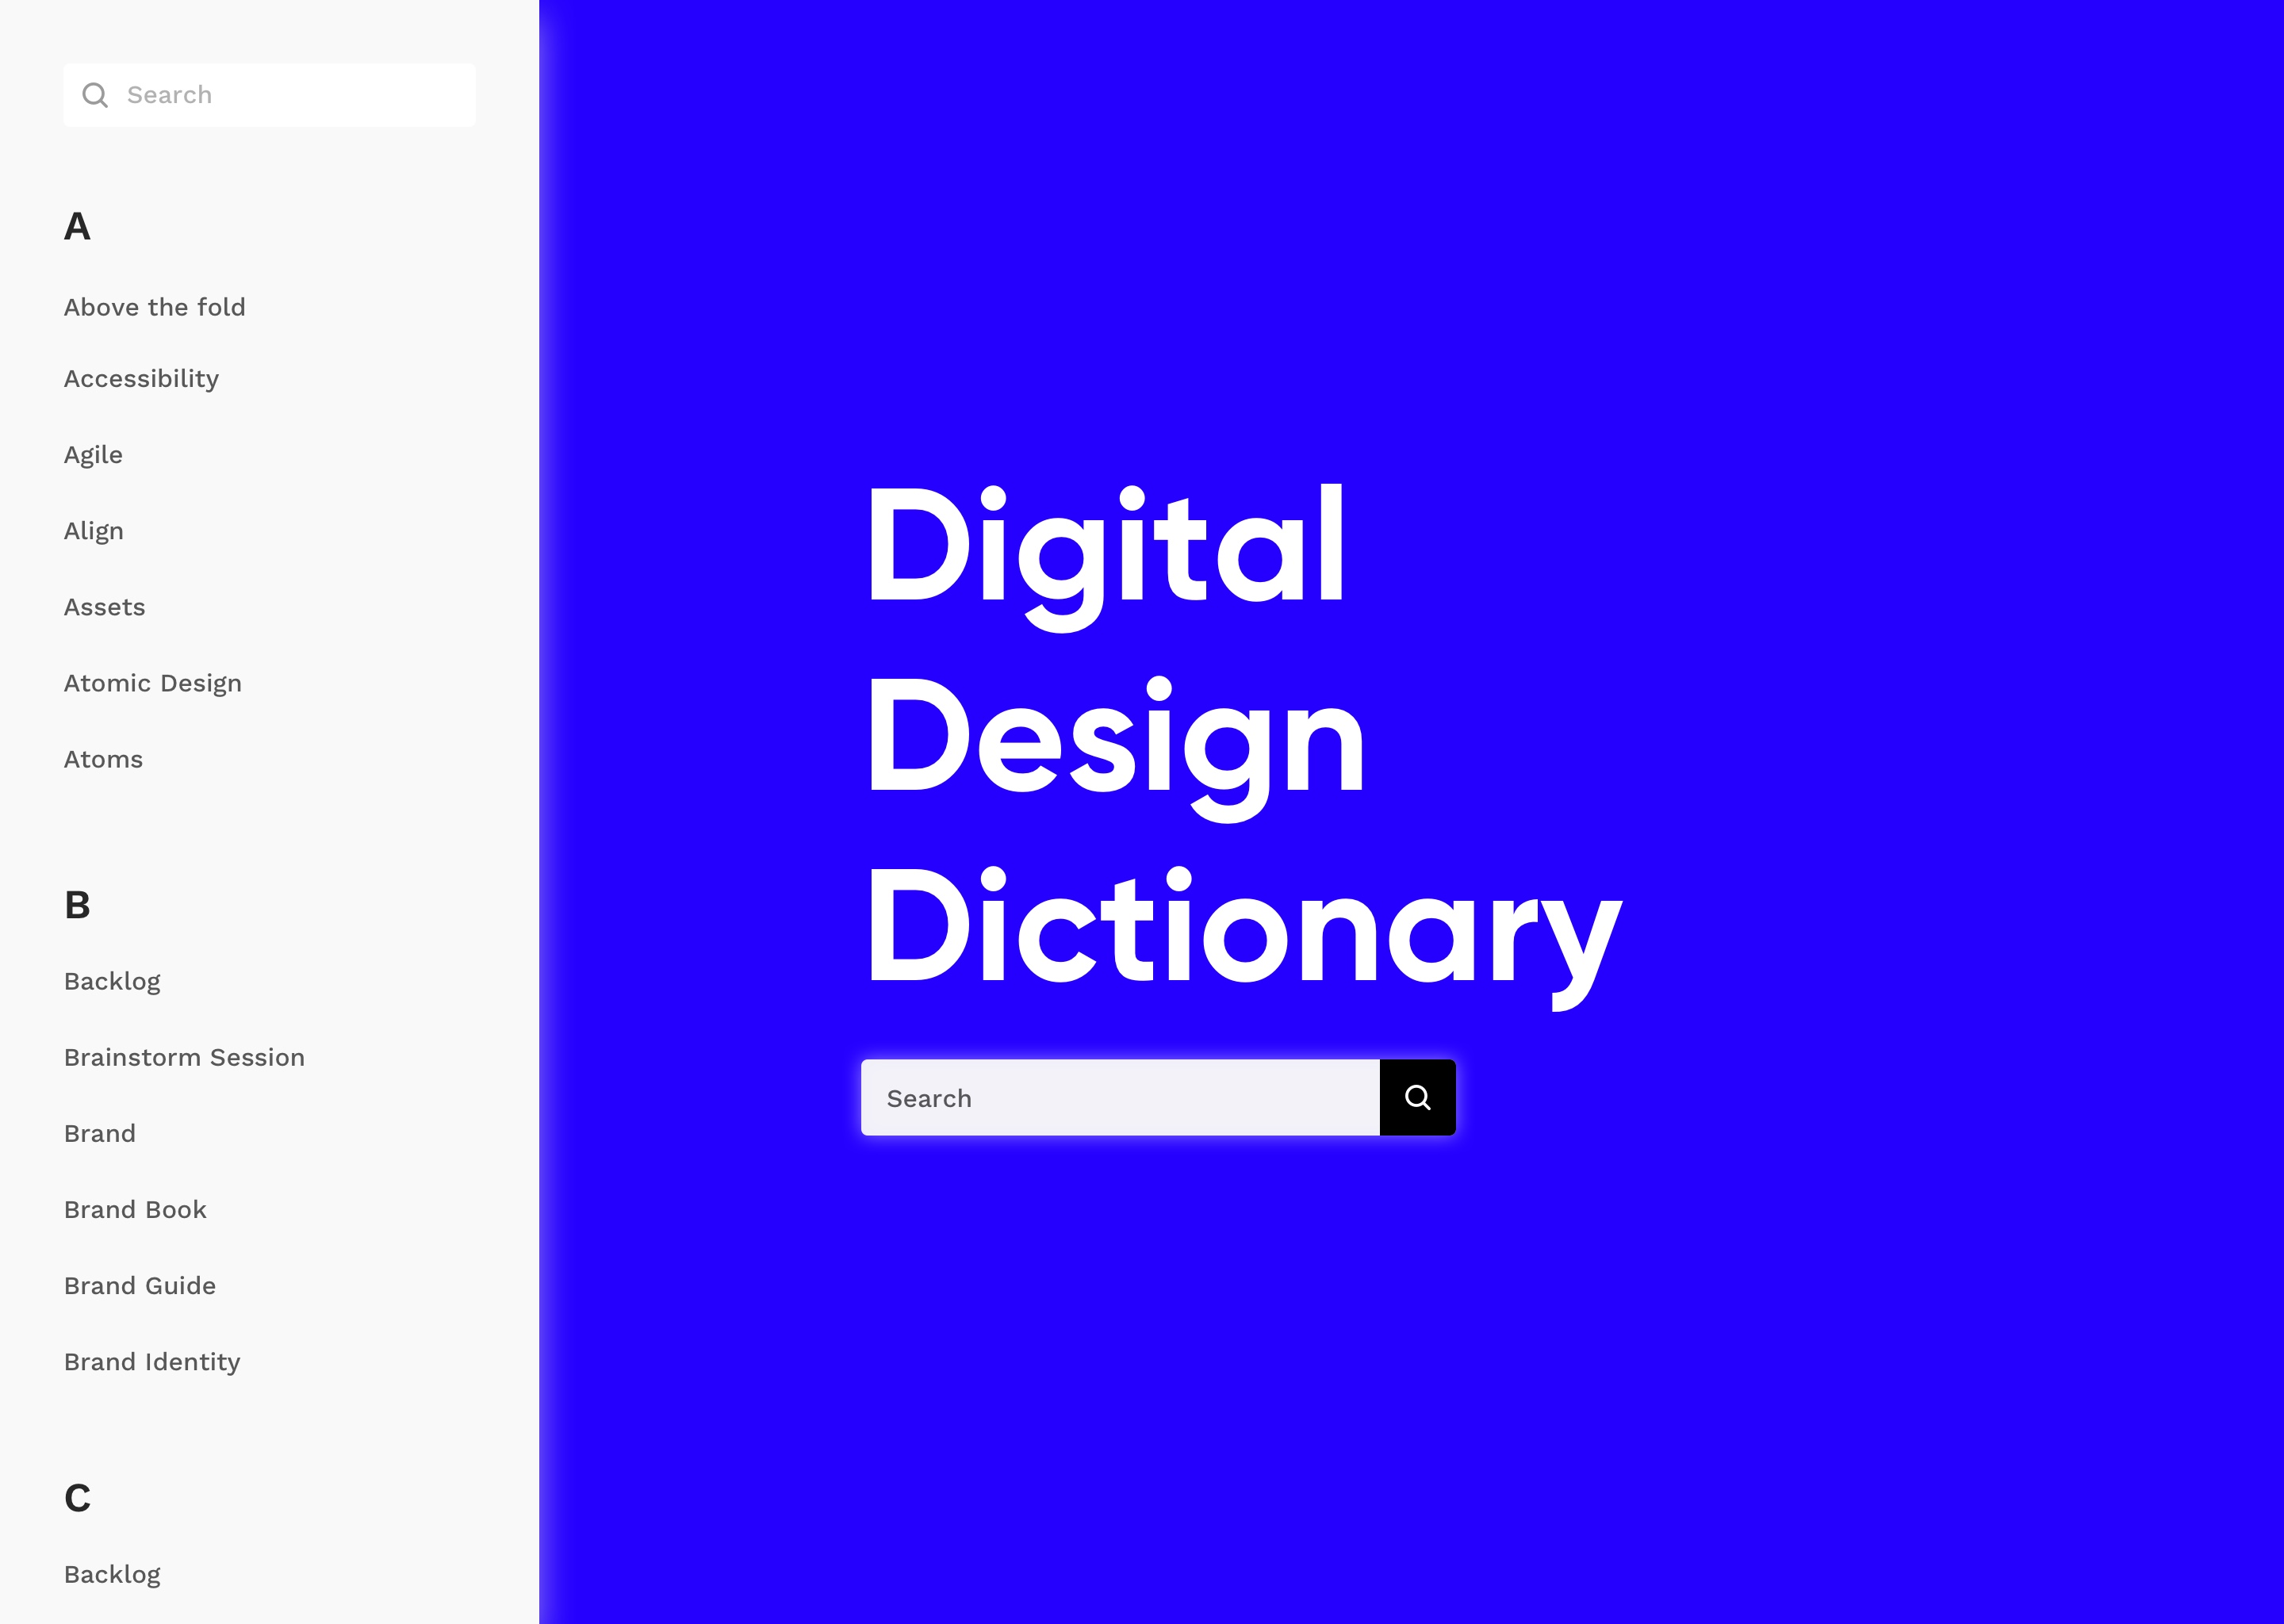 Search
A
Above the fold
Accessibility
Agile
Align
Assets
Atomic Design
Atoms
B
Backlog
Brainstorm Session
Brand
Brand Book
Brand Guide
Brand Identity
C
Backlog
Digital
Design
Dictionary
Search